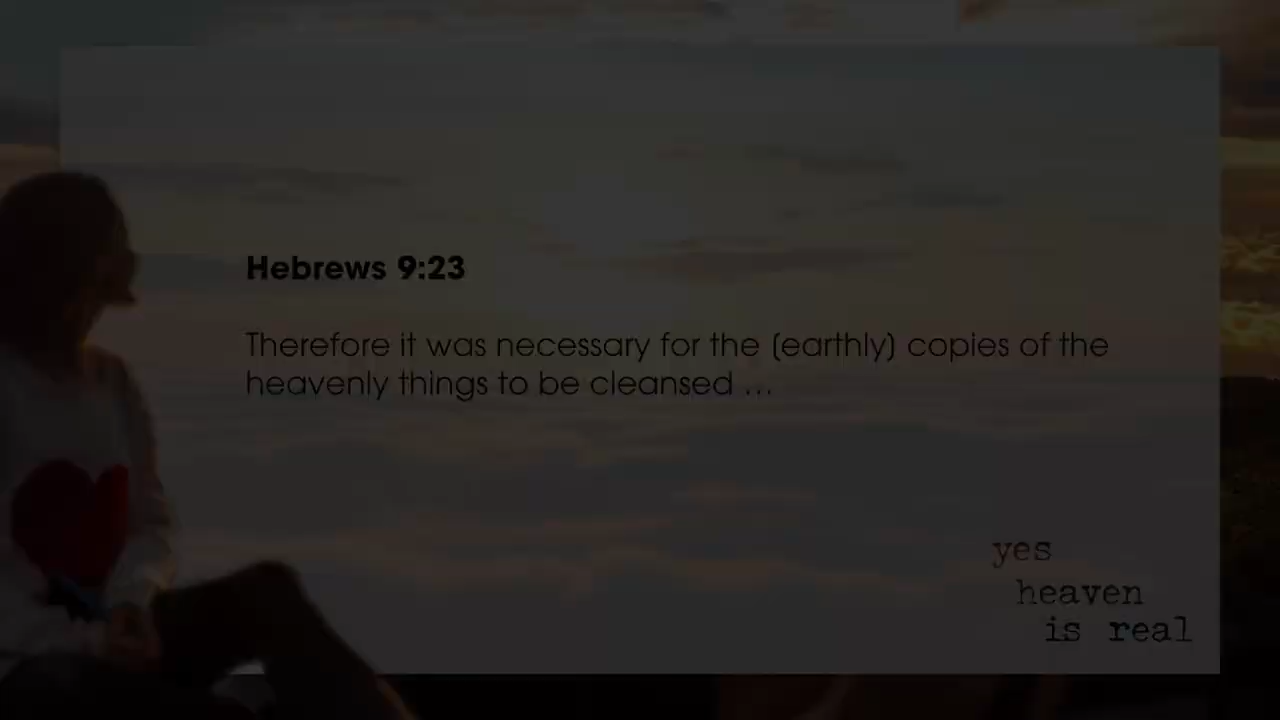 Hebrews 9:23
Therefore it was necessary for the (earthly) copies of the
heavenly things to be cleansed ...
yes
heaven
is real